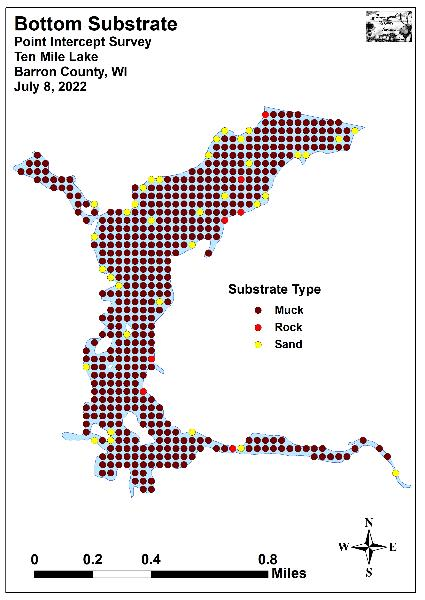 Bottom Substrate
Point Intercept Survey
Ten Mile Lake
Barron County, WI
July 8, 2022
Substrate Type
Muck
Rock
Sand
N
W E
S
0 0.2 0.4 0.8
Miles